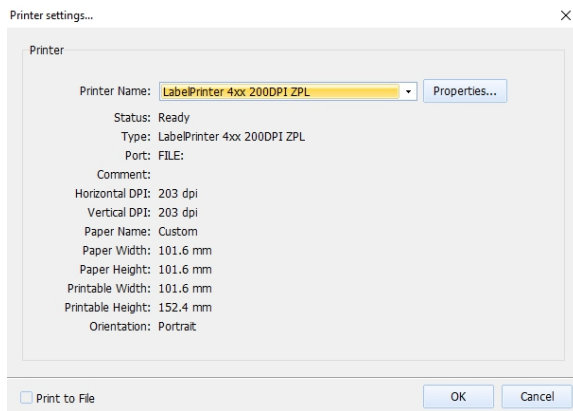 Printer settings...
Printer
Printer Name: LabelPrinter 4xx 200DPI ZPL Properties...
Status: Ready
Type: LabelPrinter 4xx 200DPI ZPL
Port: FILE:
Comment:
Horizontal DPI: 203 dpi
Vertical DPI: 203 dpi
Paper Name: Custom
Paper Width: 101.6 mm
Paper Height: 101.6 mm
Printable Width: 101.6 mm
Printable Height: 152.4 mm
Orientation: Portrait
Print to File OK Cancel